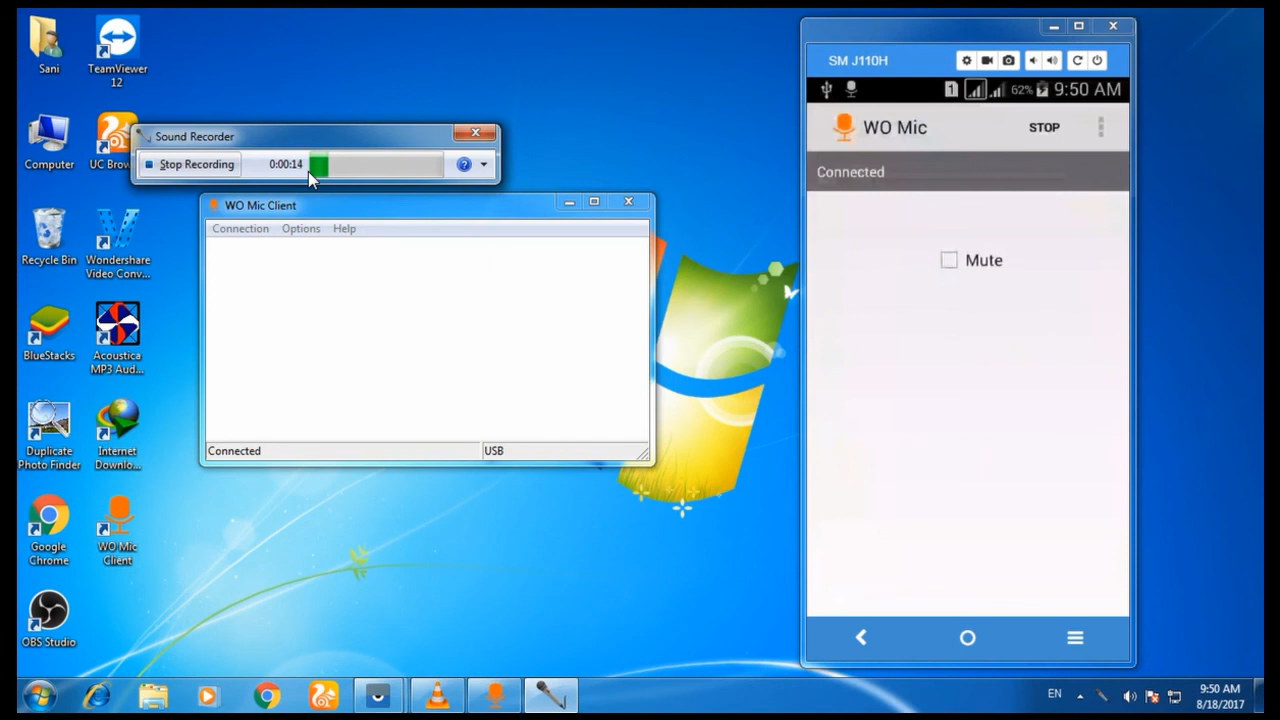 Sani
TeamViewer
12
Computer
UC Brow
Recycle Bin
Wondershare
Video Conv...
BlueStacks
Acoustica
MP3 Aud...
Duplicate
Photo Finder
Internet
Downlo...
Google
Chrome
WO Mic
Client
OBS Studio
Sound Recorder
Stop Recording
0:00:14
WO Mic Client
Connection Options Help
Connected
USB
SM J110H
1 62% 9:50 AM
WO Mic
STOP
Connected
Mute
EN
9:50 AM
8/18/2017